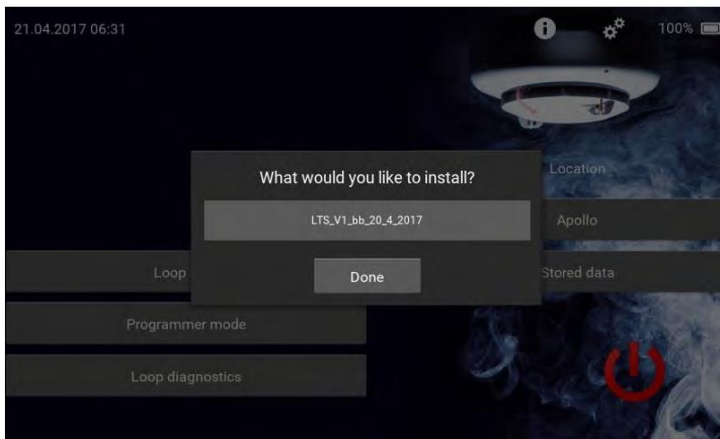 21.04.2017 06:31
100%
What would you like to install?
Location
LTS_V1_bb_20_4_2017
Apollo
Loop
Done
Stored data
Programmer mode
Loop diagnostics